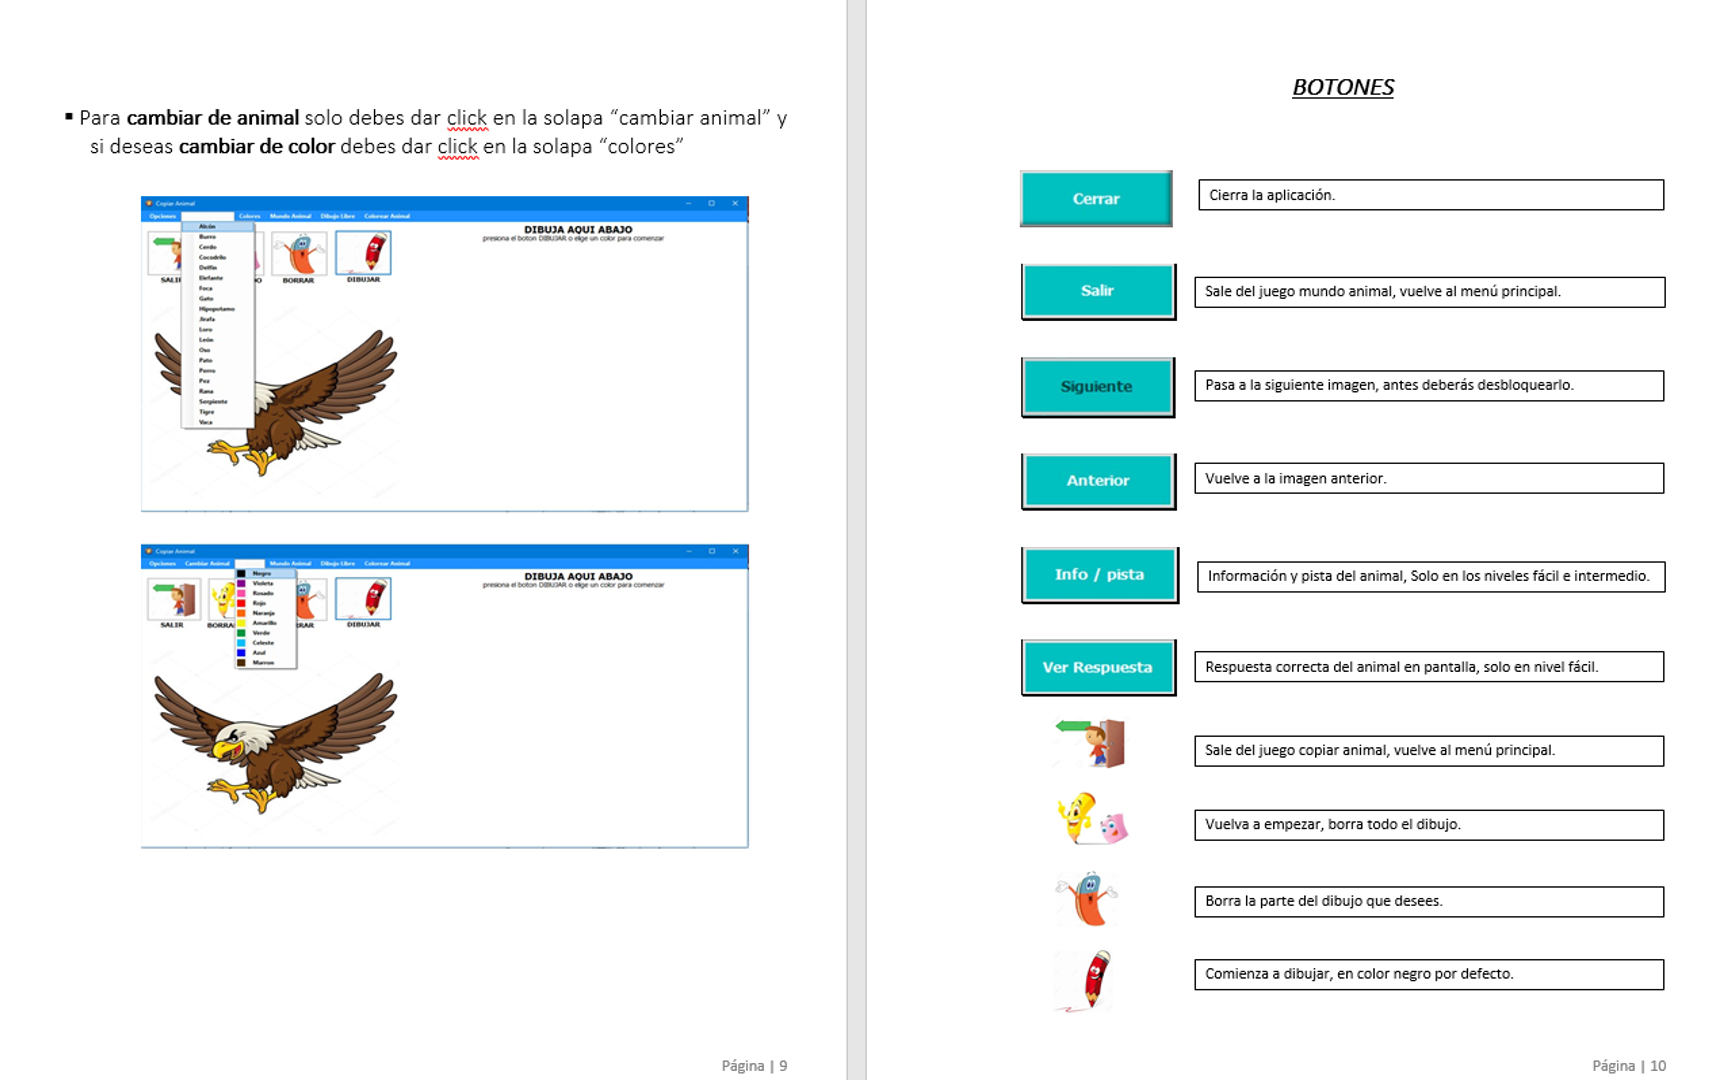 ▪ Para cambiar de animal solo debes dar click en la solapa “cambiar animal” y
si deseas cambiar de color debes dar click en la solapa “colores”
Copiar Animal
Opciones Colores Mundo Animal Dibujo Libre Colorear Animal
Alcón
Burro
Cerdo
Cocodrilo
Delfín
Elefante
Foca
Gato
Hipopotamo
Jirafa
Loro
León
Oso
Pato
Perro
Pez
Rana
Serpiente
Tigre
Vaca
SALI O BORRAR DIBUJAR
DIBUJA AQUI ABAJO
presiona el boton DIBUJAR o elige un color para comenzar
Copiar Animal
Opciones Cambiar Animal Mundo Animal Dibujo Libre Colorear Animal
Negro
Violeta
Rosado
Rojo
Naranja
Amarillo
Verde
Celeste
Azul
Marron
SALIR BORRA RAR DIBUJAR
DIBUJA AQUI ABAJO
presiona el boton DIBUJAR o elige un color para comenzar
Página | 9
BOTONES
Cerrar Cierra la aplicación.
Salir Sale del juego mundo animal, vuelve al menú principal.
Siguiente Pasa a la siguiente imagen, antes deberás desbloquearlo.
Anterior Vuelve a la imagen anterior.
Info / pista Información y pista del animal, Solo en los niveles fácil e intermedio.
Ver Respuesta Respuesta correcta del animal en pantalla, solo en nivel fácil.
Sale del juego copiar animal, vuelve al menú principal.
Vuelva a empezar, borra todo el dibujo.
Borra la parte del dibujo que desees.
Comienza a dibujar, en color negro por defecto.
Página | 10